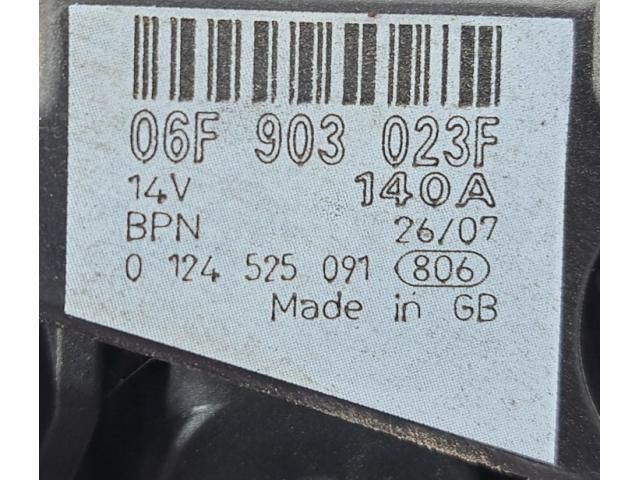 06F 903 023F
14V 140A
BPN 26/07
0 124 525 091 806
Made in GB